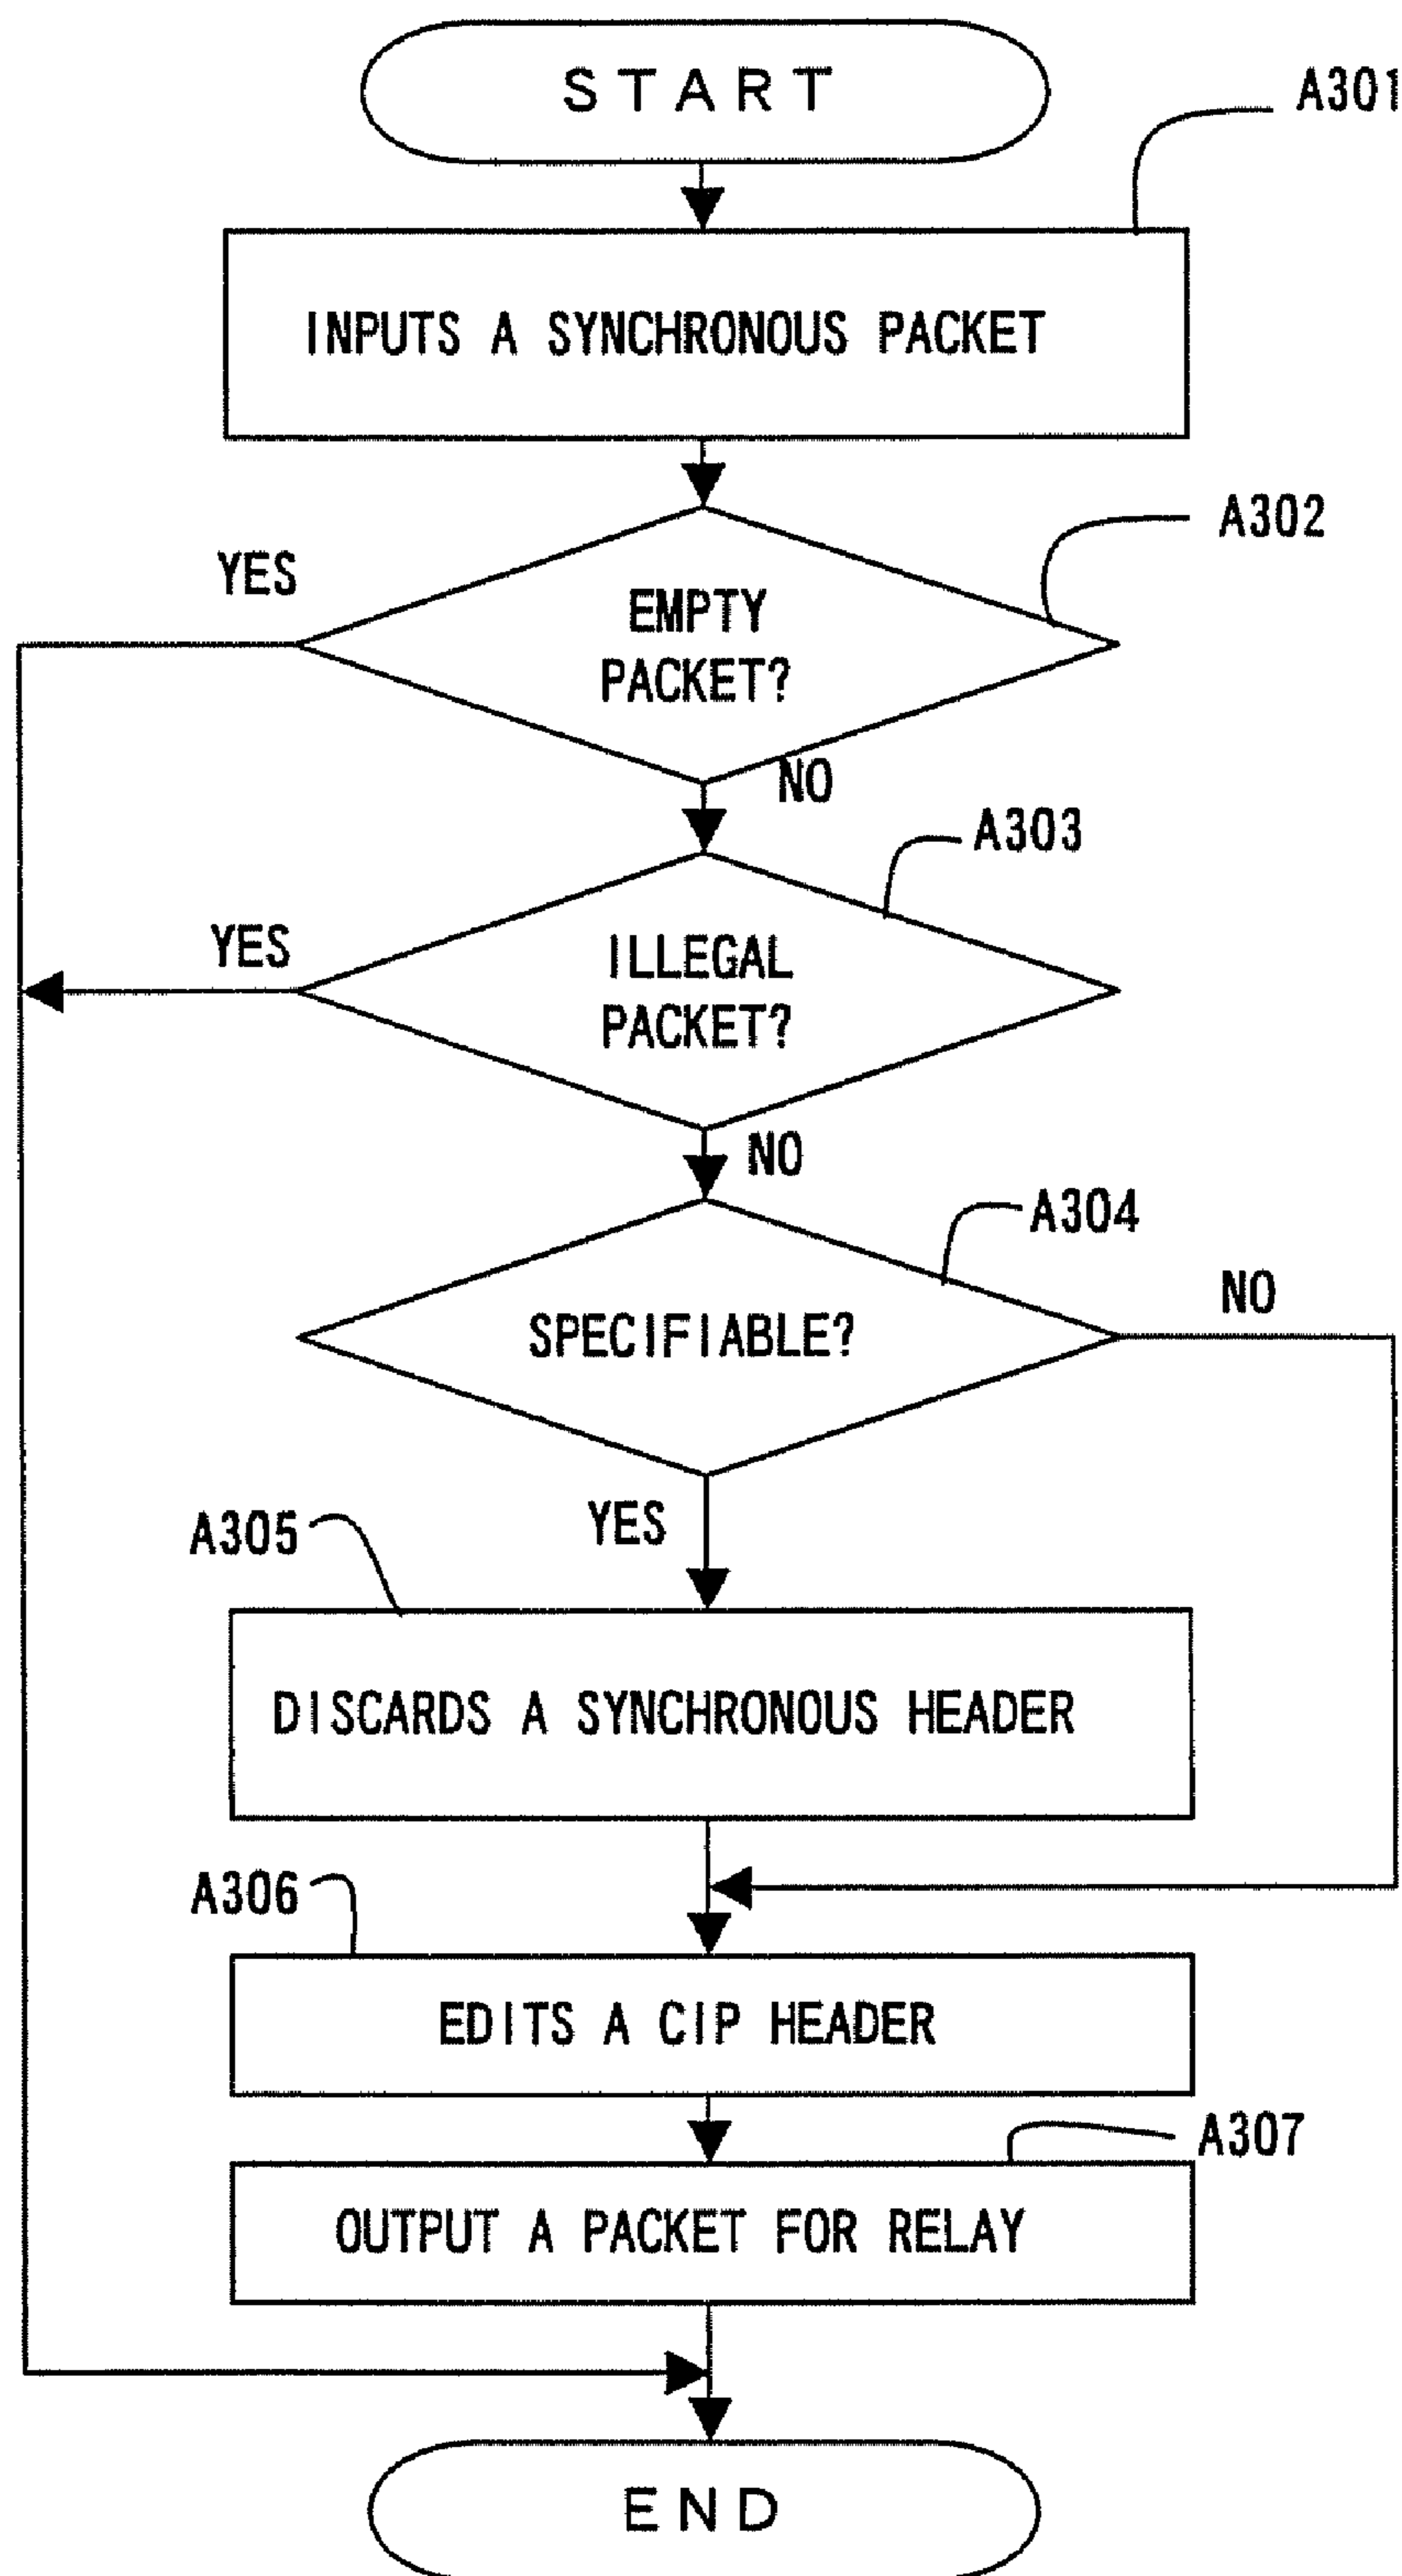 START
A301
INPUTS A SYNCHRONOUS PACKET
A302
YES
EMPTY
PACKET?
NO
A303
YES
ILLEGAL
PACKET?
NO
A304
NO
SPECIFIABLE?
YES
A305
DISCARDS A SYNCHRONOUS HEADER
A306
EDITS A CIP HEADER
A307
OUTPUT A PACKET FOR RELAY
END